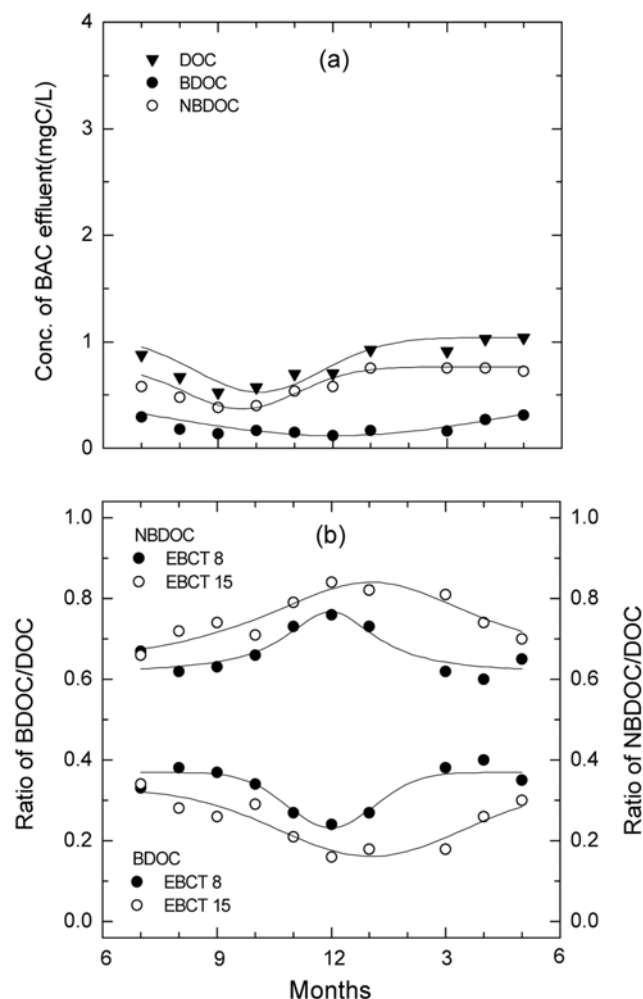 (a)
DOC
BDOC
NBDOC
Conc. of BAC effluent(mgC/L)
4
3
2
1
0
(b)
NBDOC
EBCT 8
EBCT 15
BDOC
EBCT 8
EBCT 15
Ratio of BDOC/DOC
1.0
0.8
0.6
0.4
0.2
0.0
Ratio of NBDOC/DOC
1.0
0.8
0.6
0.4
0.2
0.0
6 9 12 3 6
Months